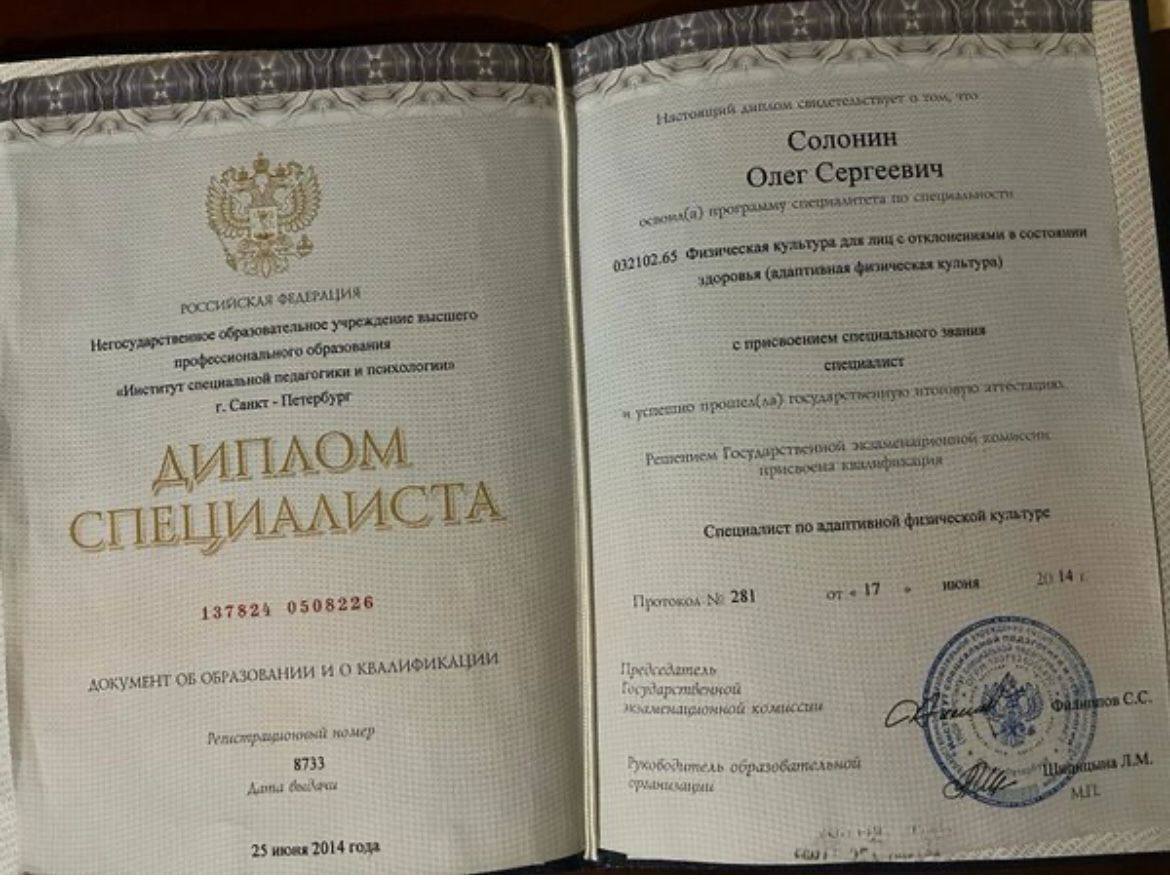 РОССИЙСКАЯ ФЕДЕРАЦИЯ
Негосударственное образовательное учреждение высшего
профессионального образования
«Институт специальной педагогики и психологии»
г. Санкт - Петербург
ДИПЛОМ
СПЕЦИАЛИСТА
137824 0508226
ДОКУМЕНТ ОБ ОБРАЗОВАНИИ И О КВАЛИФИКАЦИИ
Регистрационный номер
8733
Дата выдачи
25 июня 2014 года
Настоящий диплом свидетельствует о том, что
Солонин
Олег Сергеевич
освоил(а) программу специалитета по специальности
032102.65 Физическая культура для лиц с отклонениями в состоянии
здоровья (адаптивная физическая культура)
с присвоением специального звания
специалист
и успешно прошел(ла) государственную итоговую аттестацию
Решением Государственной экзаменационной комиссии
присвоена квалификация
Специалист по адаптивной физической культуре
Протокол № 281 от « 17 » июня 20 14 г.
Председатель
Государственной
экзаменационной комиссии
Филиппов С.С.
Руководитель образовательной
организации
Шипицына Л.М.
М.П.